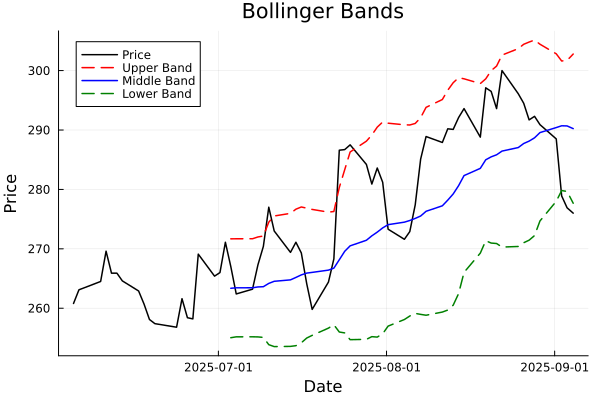 Bollinger Bands
Price
Upper Band
Middle Band
Lower Band
300
290
280
270
260
Price
2025-07-01
2025-08-01
2025-09-01
Date